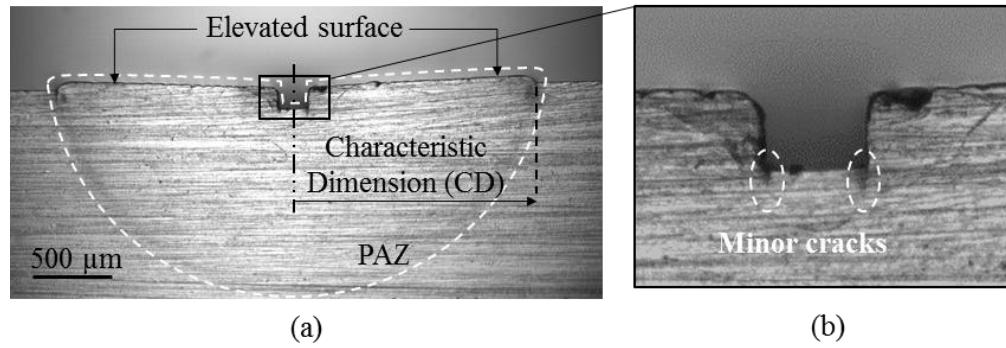 Elevated surface
Characteristic
Dimension (CD)
PAZ
500 µm
Minor cracks
(a)
(b)